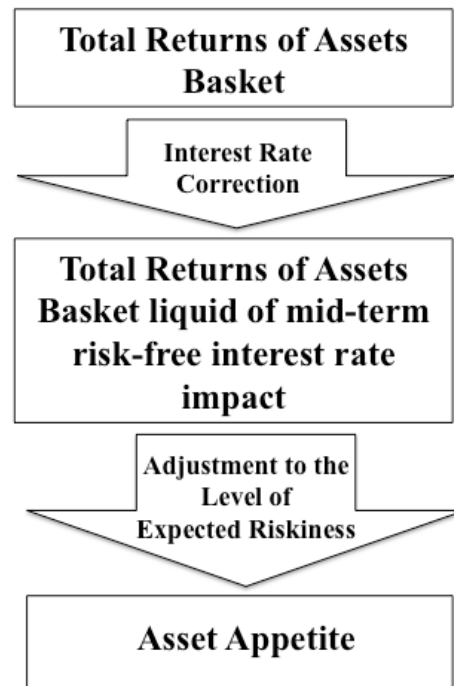 Total Returns of Assets
Basket
Interest Rate
Correction
Total Returns of Assets
Basket liquid of mid-term
risk-free interest rate
impact
Adjustment to the
Level of
Expected Riskiness
Asset Appetite